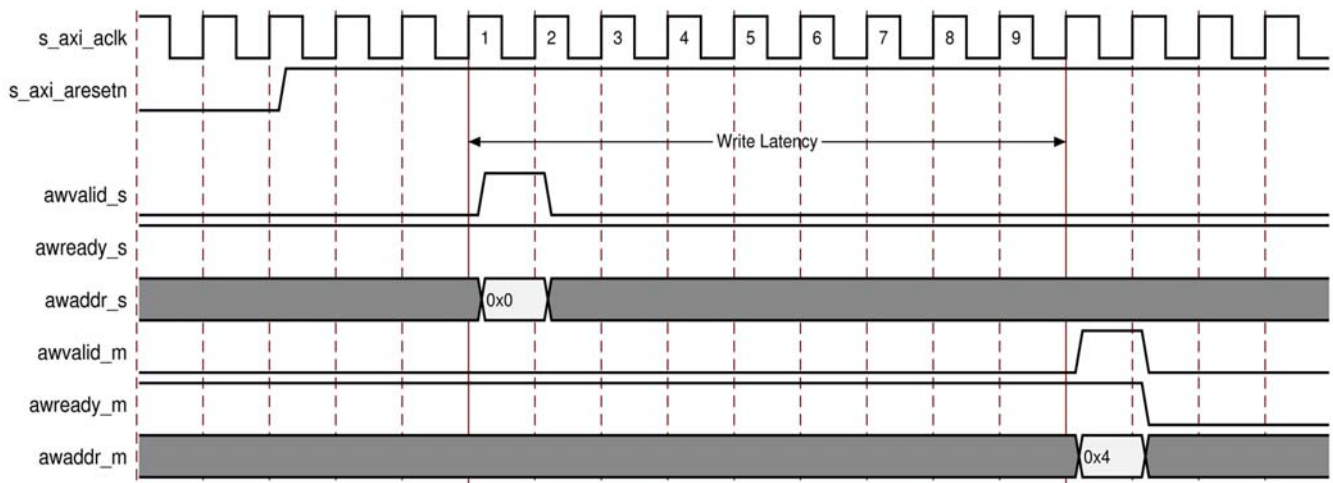 s_axi_aclk 1 2 3 4 5 6 7 8 9
s_axi_aresetn
Write Latency
awvalid_s
awready_s
awaddr_s 0x0
awvalid_m
awready_m
awaddr_m 0x4